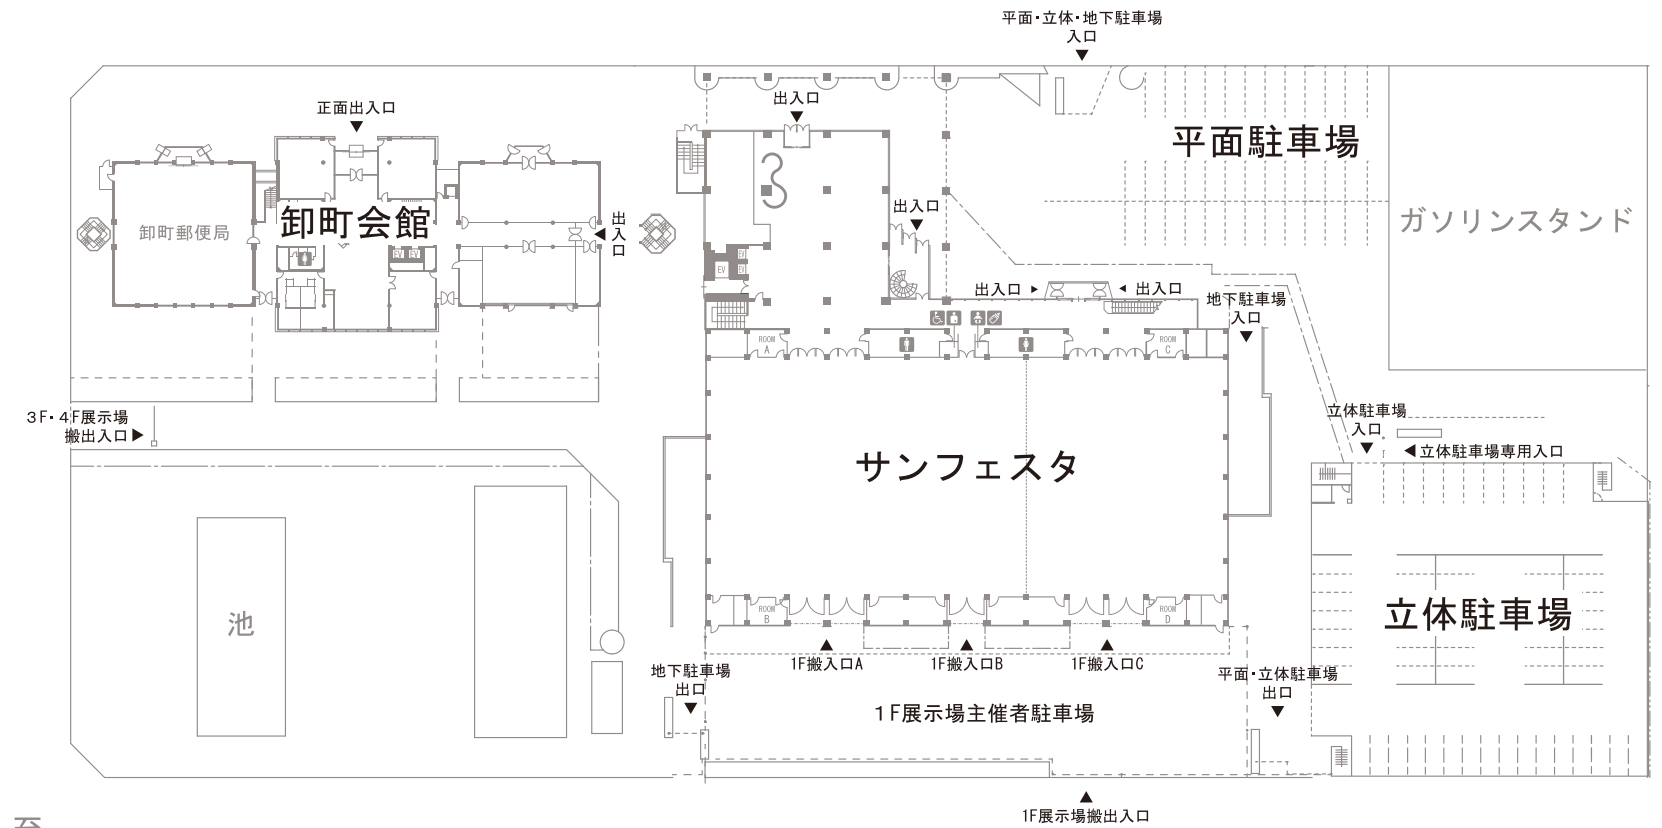 平面・立体・地下駐車場
入口
正面出入口
出入口
平面駐車場
卸町郵便局
卸町会館
出入口
出入口
ガソリンスタンド
EV
EV
EV
EV
EV
出入口
出入口
地下駐車場
入口
ROOM
A
ROOM
C
3F・4F展示場
搬出入口
立体駐車場
入口
立体駐車場専用入口
サンフェスタ
池
立体駐車場
ROOM
B
ROOM
D
1F搬入口A
1F搬入口B
1F搬入口C
地下駐車場
出口
平面・立体駐車場
出口
1F展示場主催者駐車場
1F展示場搬出入口